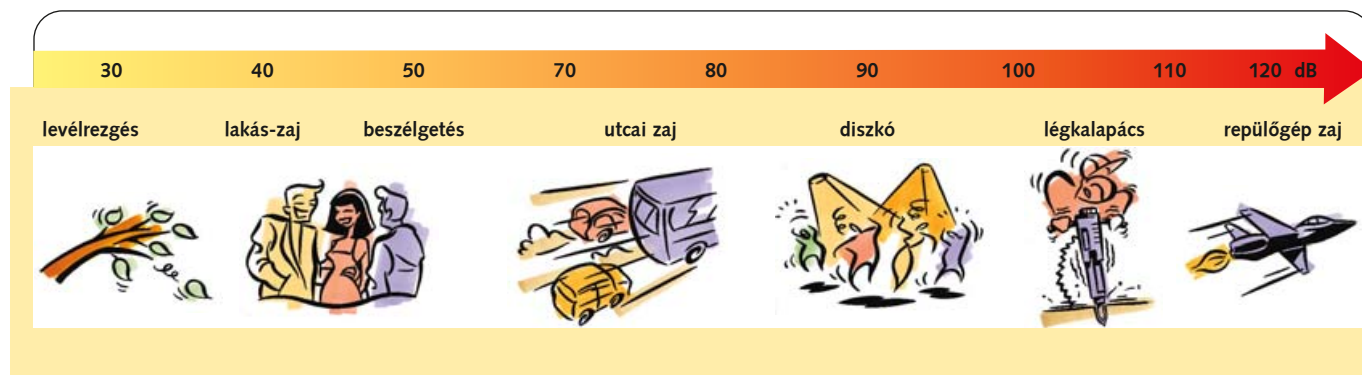 30 40 50 70 80 90 100 110 120 dB
levélrezgés lakás-zaj beszélgetés utcai zaj diszkó légkalapács repülőgép zaj